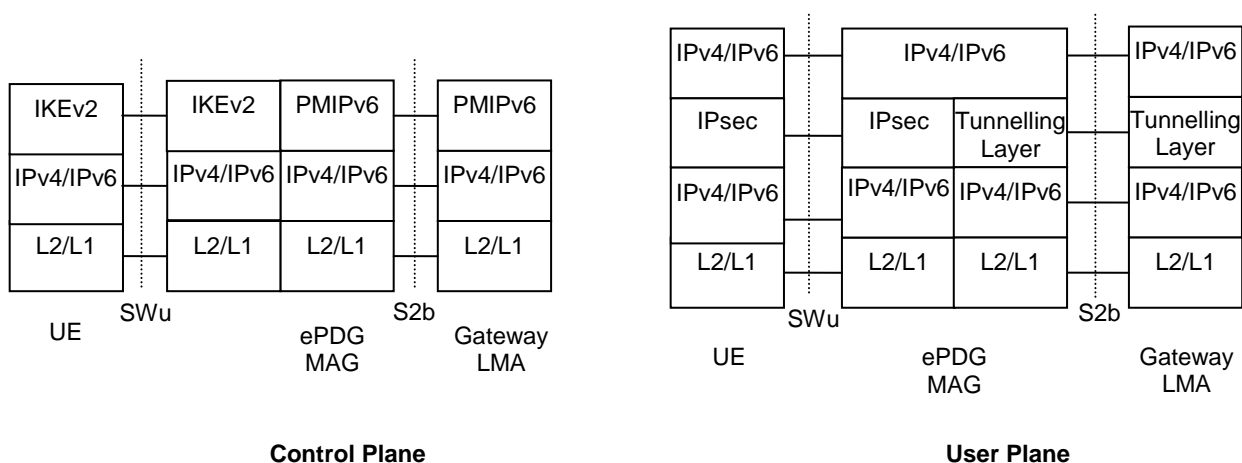 IKEv2
IKEv2
PMIPv6
PMIPv6
IPv4/IPv6
IPv4/IPv6
IPv4/IPv6
IPv4/IPv6
L2/L1
L2/L1
L2/L1
L2/L1
SWu
S2b
UE
ePDG
MAG
Gateway
LMA
Control Plane
IPv4/IPv6
IPv4/IPv6
IPv4/IPv6
IPsec
IPsec
Tunnelling
Layer
Tunnelling
Layer
IPv4/IPv6
IPv4/IPv6
IPv4/IPv6
IPv4/IPv6
L2/L1
L2/L1
L2/L1
L2/L1
SWu
S2b
UE
ePDG
MAG
Gateway
LMA
User Plane